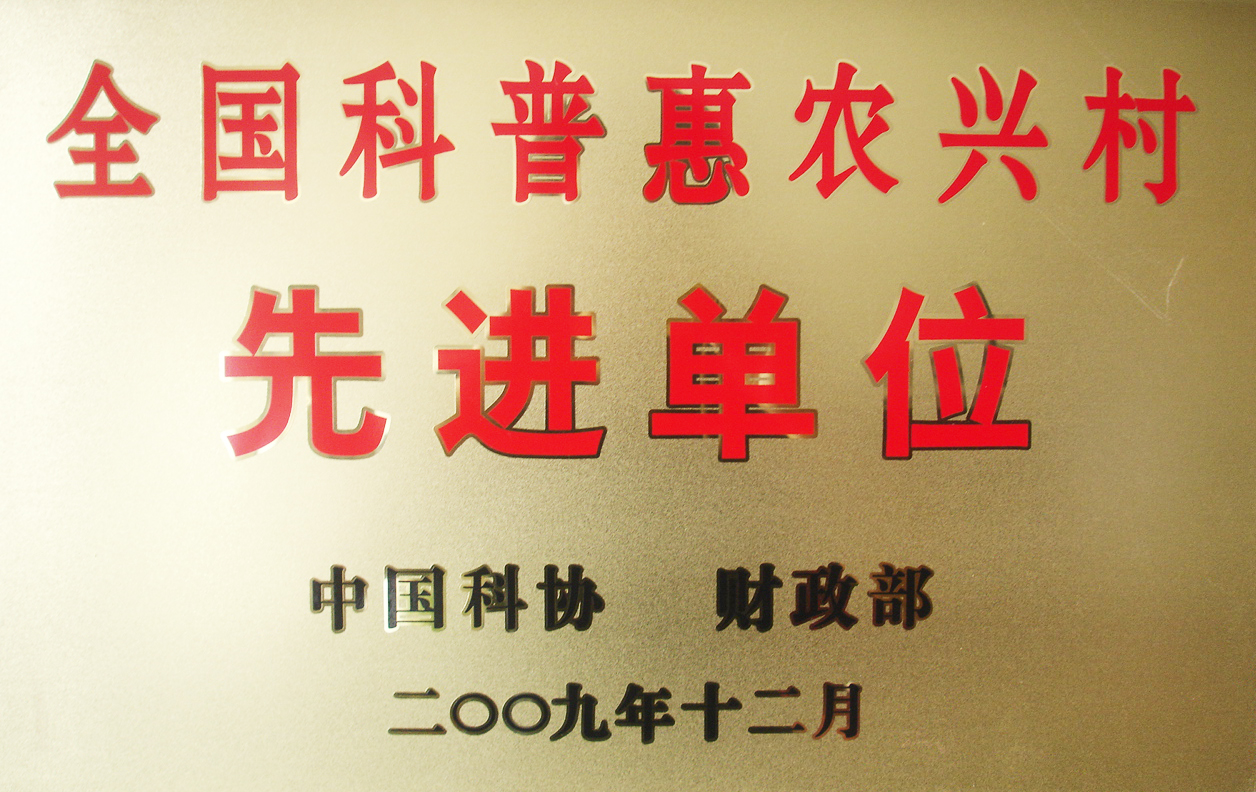 全国科普惠农兴村
先进单位
中国科协 财政部
二〇〇九年十二月